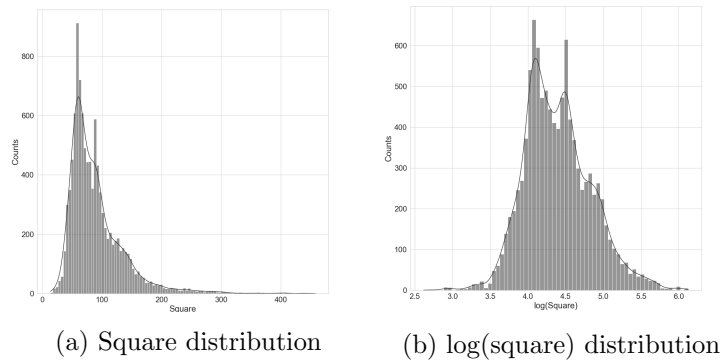 800
600
400
200
0
Counts
0 100 200 300 400
Square
(a) Square distribution
600
500
400
300
200
100
0
Counts
2.5 3.0 3.5 4.0 4.5 5.0 5.5 6.0
log(Square)
(b) log(square) distribution